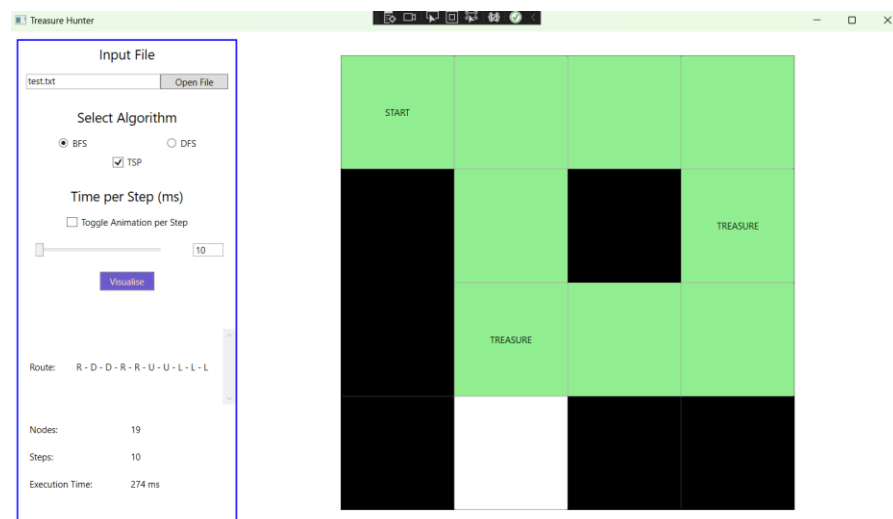 Treasure Hunter
Input File
test.txt
Open File
Select Algorithm
BFS
DFS
TSP
Time per Step (ms)
Toggle Animation per Step
10
Visualise
Route: R - D - D - R - R - U - U - L - L - L
Nodes: 19
Steps: 10
Execution Time: 274 ms
START
TREASURE
TREASURE